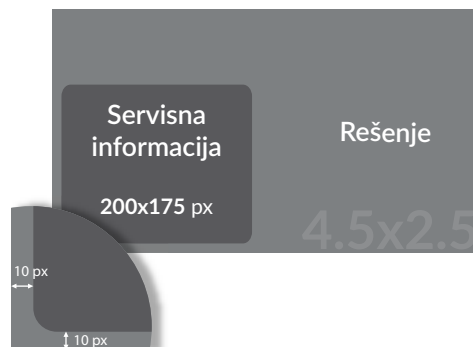 Servisna
informacija
200x175 px
Rešenje
4.5x2.5
10 px
10 px